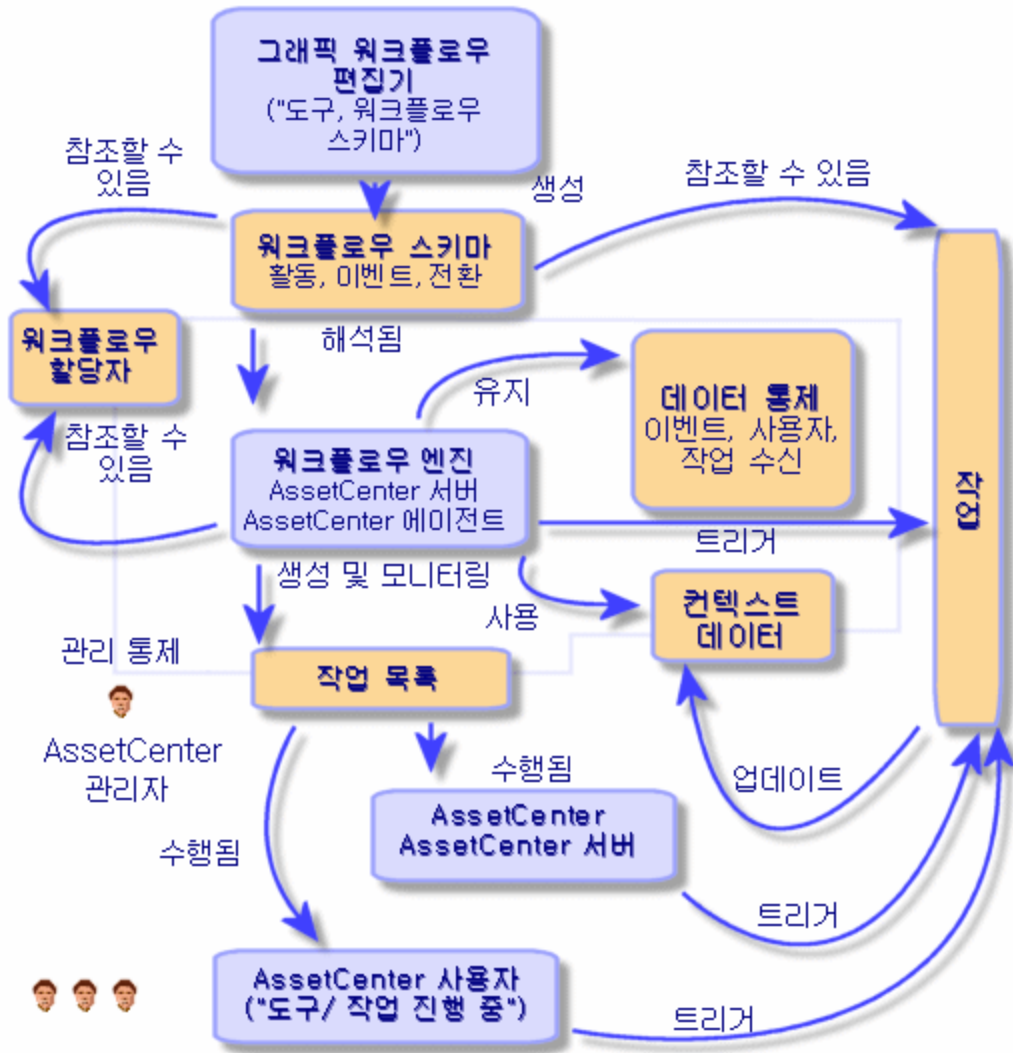 그래픽 워크플로우
편집기
("도구, 워크플로우
스키마")
참조할 수
있음
생성
참조할 수 있음
워크플로우 스키마
활동, 이벤트, 전환
워크플로우
할당자
해석됨
유지
데이터 통제
이벤트, 사용자,
작업 수신
참조할 수
있음
워크플로우 엔진
AssetCenter 서버
AssetCenter 에이전트
작업
트리거
생성 및 모니터링
사용
컨텍스트
데이터
관리 통제
작업 목록
AssetCenter
관리자
수행됨
업데이트
AssetCenter
AssetCenter 서버
수행됨
트리거
AssetCenter 사용자
("도구/ 작업 진행 중")
트리거